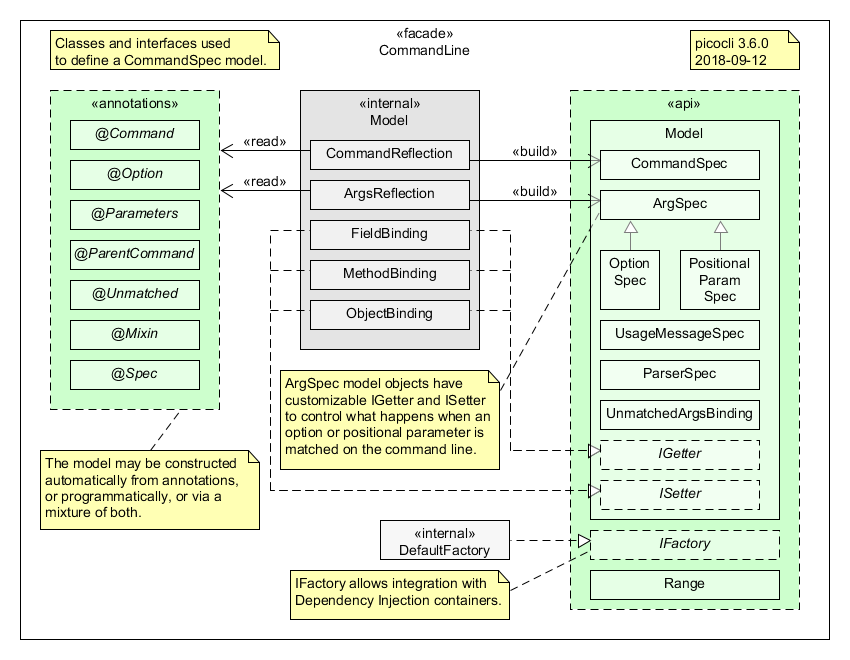 Classes and interfaces used
to define a CommandSpec model.
«facade»
CommandLine
picocli 3.6.0
2018-09-12
«annotations»
@Command
@Option
@Parameters
@ParentCommand
@Unmatched
@Mixin
@Spec
«read»
«read»
«internal»
Model
CommandReflection
ArgsReflection
FieldBinding
MethodBinding
ObjectBinding
«build»
«build»
«api»
Model
CommandSpec
ArgSpec
Option
Spec
Positional
Param
Spec
UsageMessageSpec
ParserSpec
UnmatchedArgsBinding
IGetter
ISetter
IFactory
Range
ArgSpec model objects have
customizable IGetter and ISetter
to control what happens when an
option or positional parameter is
matched on the command line.
The model may be constructed
automatically from annotations,
or programmatically, or via a
mixture of both.
«internal»
DefaultFactory
IFactory allows integration with
Dependency Injection containers.